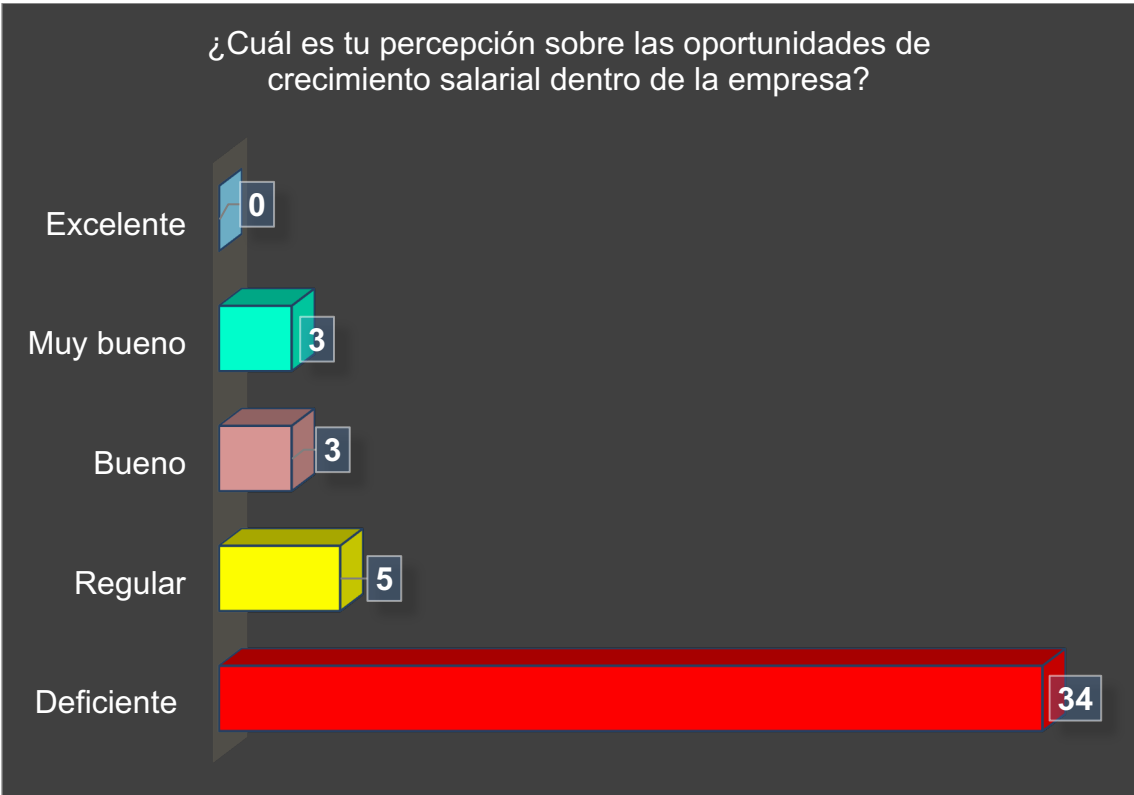 ¿Cuál es tu percepción sobre las oportunidades de
crecimiento salarial dentro de la empresa?
Excelente
0
Muy bueno
3
Bueno
3
Regular
5
Deficiente
34